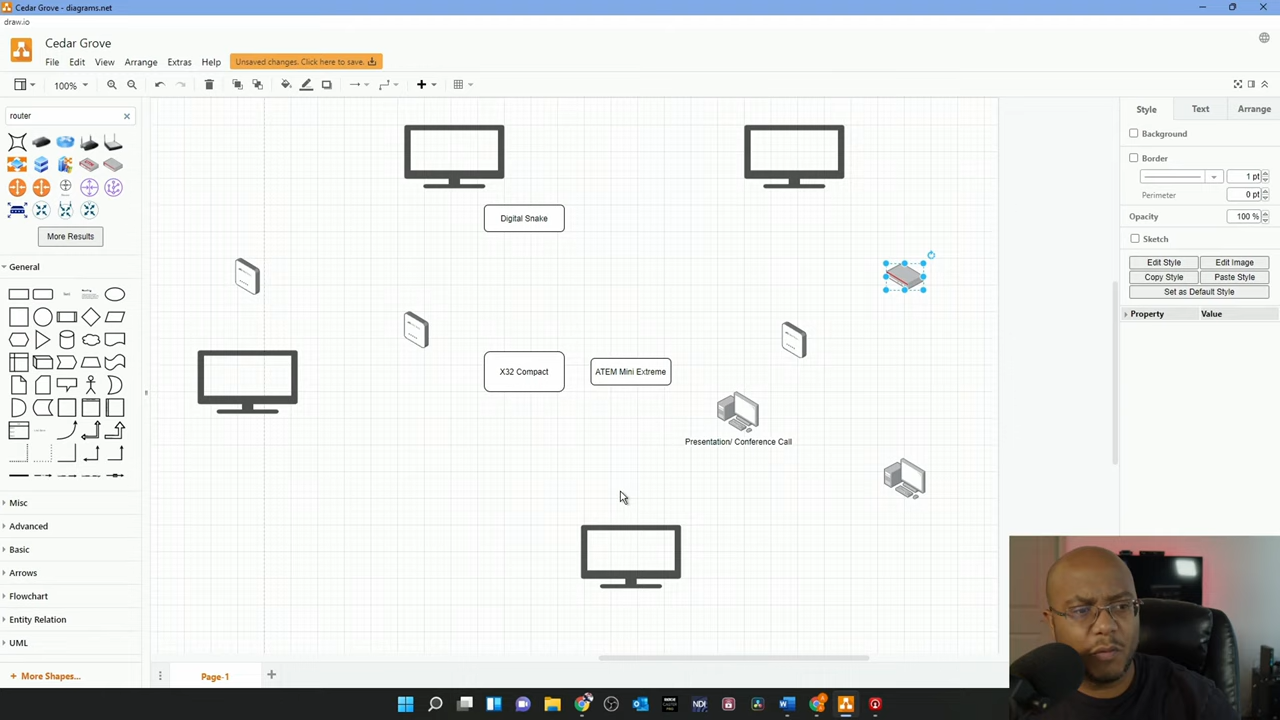 Cedar Grove - diagrams.net
draw.io
Cedar Grove
File Edit View Arrange Extras Help Unsaved changes. Click here to save.
100%
router
More Results
General
Misc
Advanced
Basic
Arrows
Flowchart
Entity Relation
UML
+ More Shapes...
Digital Snake
X32 Compact
ATEM Mini Extreme
Presentation/ Conference Call
Page-1
Style Text Arrange
Background
Border
1 pt
Perimeter 0 pt
Opacity 100 %
Sketch
Edit Style Edit Image
Copy Style Paste Style
Set as Default Style
Property Value
NDI